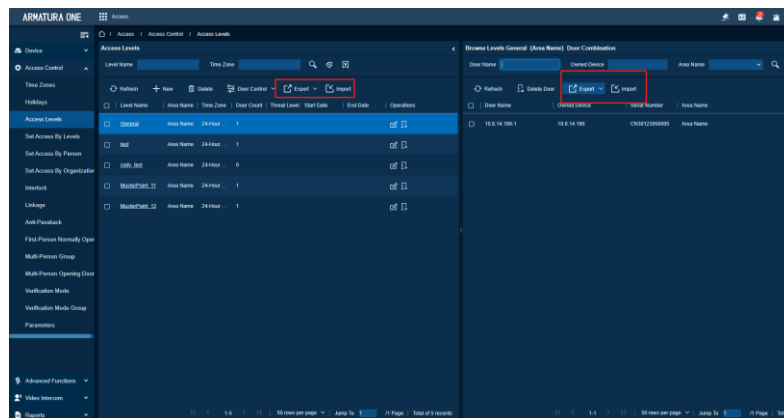 ARMATURA ONE
Access
Device
Access Control
Time Zones
Holidays
Access Levels
Set Access By Levels
Set Access By Person
Set Access By Organization
Interlock
Linkage
Anti-Passback
First-Person Normally Open
Multi-Person Group
Multi-Person Opening Door
Verification Mode
Verification Mode Group
Parameters
Advanced Functions
Video Intercom
Reports
/ Access / Access Control / Access Levels
Access Levels
Level Name Time Zone
Refresh New Delete Door Control Export Import
Level Name Area Name Time Zone Door Count Threat Level Start Date End Date Operations
General Area Name 24-Hour ... 1
test Area Name 24-Hour ... 1
cody_test Area Name 24-Hour ... 0
MusterPoint_11 Area Name 24-Hour ... 1
MusterPoint_12 Area Name 24-Hour ... 1
1-5 50 rows per page Jump To 1 /1 Page Total of 5 records
Browse Levels General (Area Name) Door Combination
Door Name Owned Device Area Name
Refresh Delete Door Export Import
Door Name Owned Device Serial Number Area Name
10.8.14.199-1 10.8.14.199 Area Name
1-1 50 rows per page Jump To 1 /1 Page Total